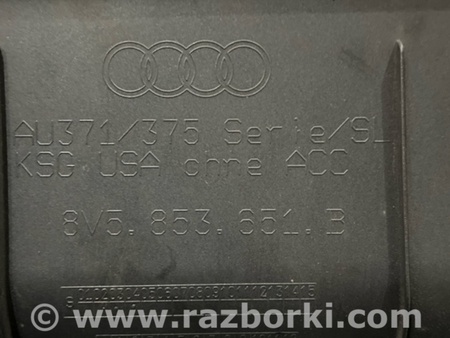 AU371/375 Serie/SL
KSG USA ohne ACC
8V5.853.651.B
© www.razborki.com